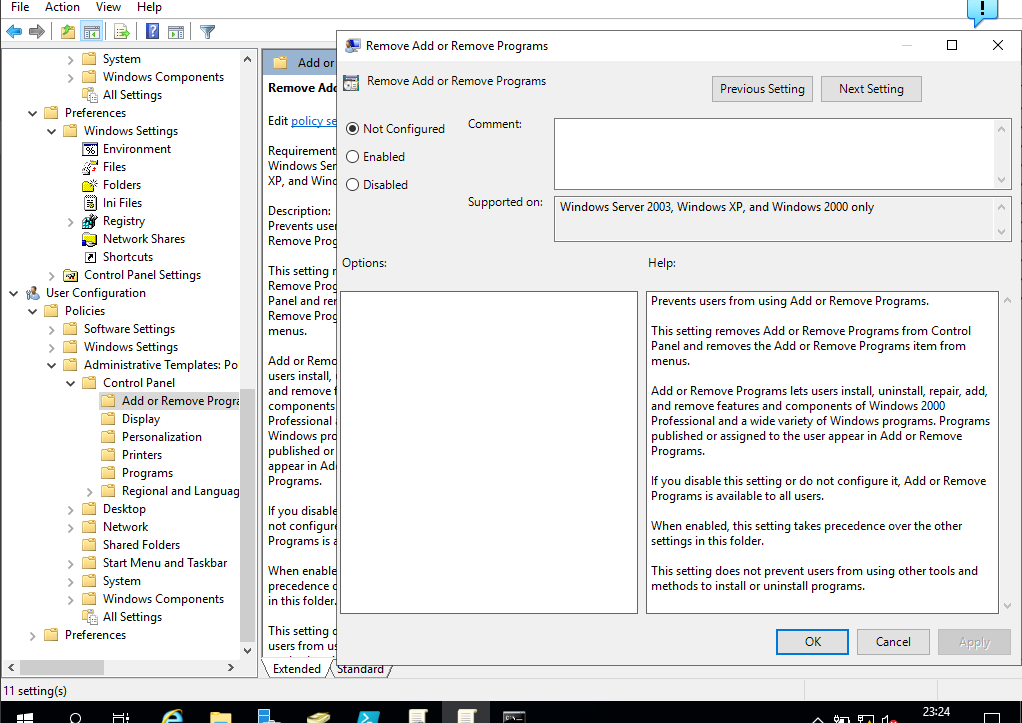 File Action View Help
System
Windows Components
All Settings
Preferences
Windows Settings
Environment
Files
Folders
Ini Files
Registry
Network Shares
Shortcuts
Control Panel Settings
User Configuration
Policies
Software Settings
Windows Settings
Administrative Templates: Po
Control Panel
Add or Remove Progra
Display
Personalization
Printers
Programs
Regional and Languag
Desktop
Network
Shared Folders
Start Menu and Taskbar
System
Windows Components
All Settings
Preferences
Add or
Remove Add
Edit policy se
Requirement
Windows Ser
XP, and Wind
Description:
Prevents user
Remove Prog
This setting r
Remove Prog
Panel and rem
Remove Prog
menus.
Add or Remo
users install,
and remove f
components
Professional
Windows pro
published or
appear in Ad
Programs.
If you disable
not configure
Programs is a
When enable
precedence o
in this folder.
This setting d
users from us
Extended Standard
Remove Add or Remove Programs
Remove Add or Remove Programs
Previous Setting Next Setting
Not Configured
Enabled
Disabled
Comment:
Supported on:
Windows Server 2003, Windows XP, and Windows 2000 only
Options:
Help:
Prevents users from using Add or Remove Programs.
This setting removes Add or Remove Programs from Control
Panel and removes the Add or Remove Programs item from
menus.
Add or Remove Programs lets users install, uninstall, repair, add,
and remove features and components of Windows 2000
Professional and a wide variety of Windows programs. Programs
published or assigned to the user appear in Add or Remove
Programs.
If you disable this setting or do not configure it, Add or Remove
Programs is available to all users.
When enabled, this setting takes precedence over the other
settings in this folder.
This setting does not prevent users from using other tools and
methods to install or uninstall programs.
OK Cancel Apply
11 setting(s)
23:24